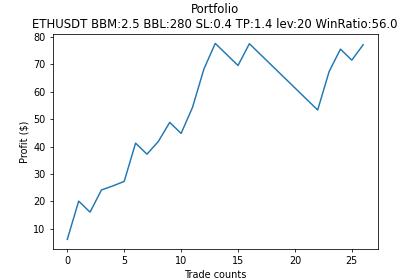 Portfolio
ETHUSDT BBM:2.5 BBL:280 SL:0.4 TP:1.4 lev:20 WinRatio:56.0
80
70
60
50
40
30
20
10
Profit ($)
0 5 10 15 20 25
Trade counts